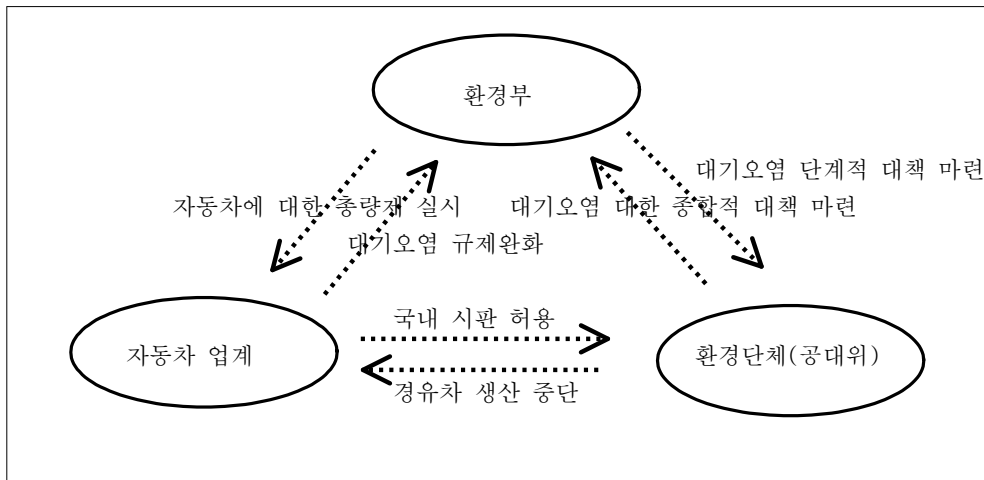 환경부
대기오염 단계적 대책 마련
자동차에 대한 총량제 실시
대기오염 대한 종합적 대책 마련
대기오염 규제완화
국내 시판 허용
자동차 업계
환경단체(공대위)
경유차 생산 중단